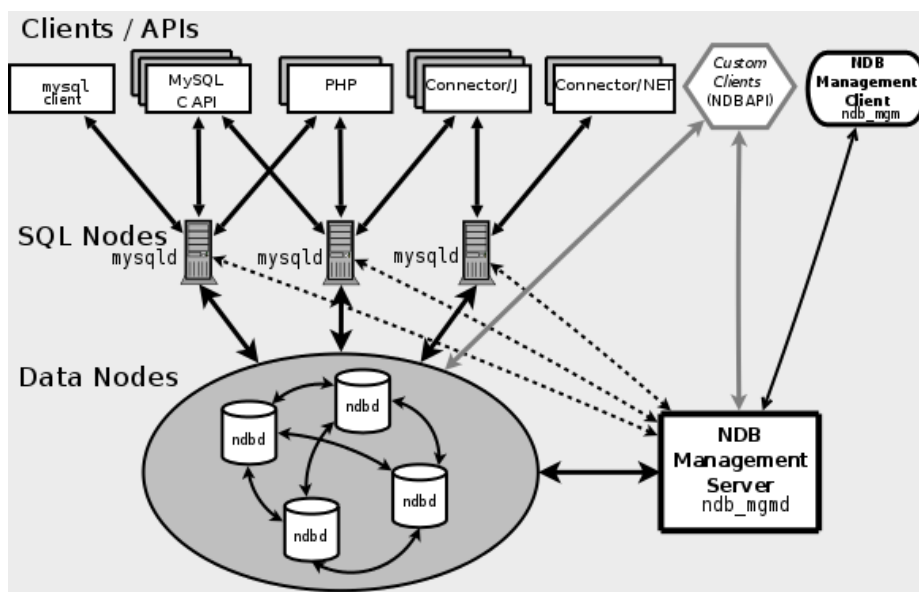 Clients / APIs
mysql
client
MySQL
C API
PHP
Connector/J
Connector/NET
Custom
Clients
(NDBAPI)
NDB
Management
Client
ndb_mgm
SQL Nodes
mysqld
mysqld
mysqld
Data Nodes
ndbd
ndbd
ndbd
ndbd
NDB
Management
Server
ndb_mgmd